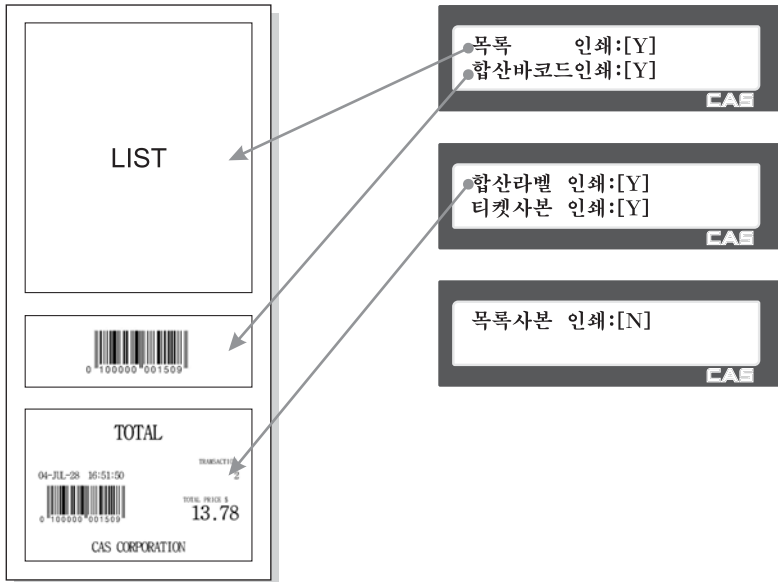 LIST
0 100000 001509
TOTAL
TRANSACTION
2
04-JUL-28 16:51:50
0 100000 001509
TOTAL PRICE $
13.78
CAS CORPORATION
목록 인쇄:[Y]
합산바코드인쇄:[Y]
CAS
합산라벨 인쇄:[Y]
티켓사본 인쇄:[Y]
CAS
목록사본 인쇄:[N]
CAS